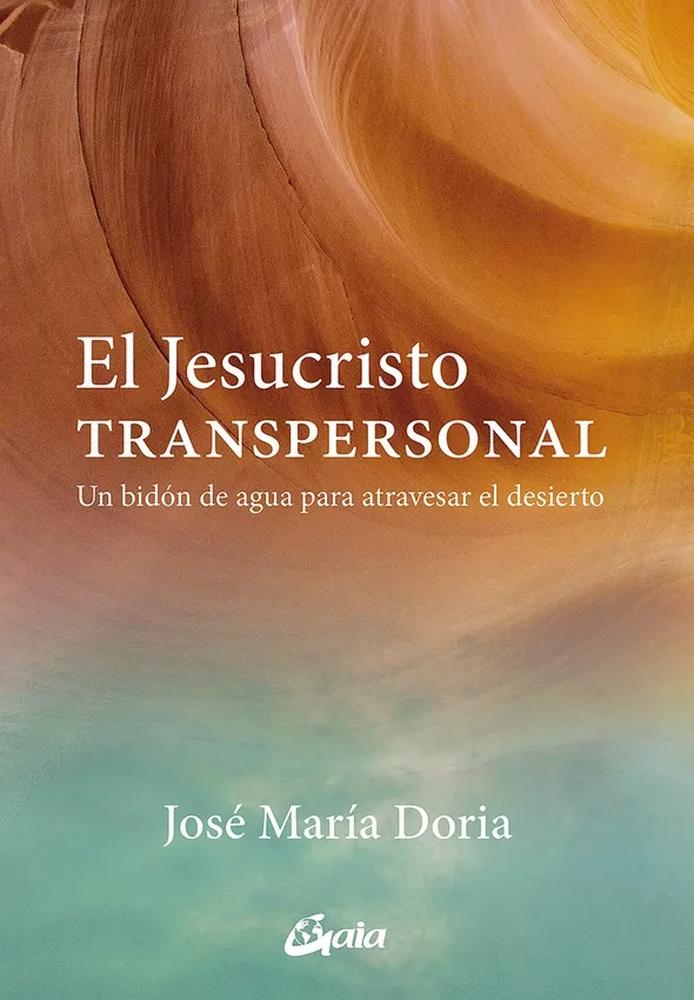 El Jesucristo
TRANSPERSONAL
Un bidón de agua para atravesar el desierto
José María Doria
Gaia